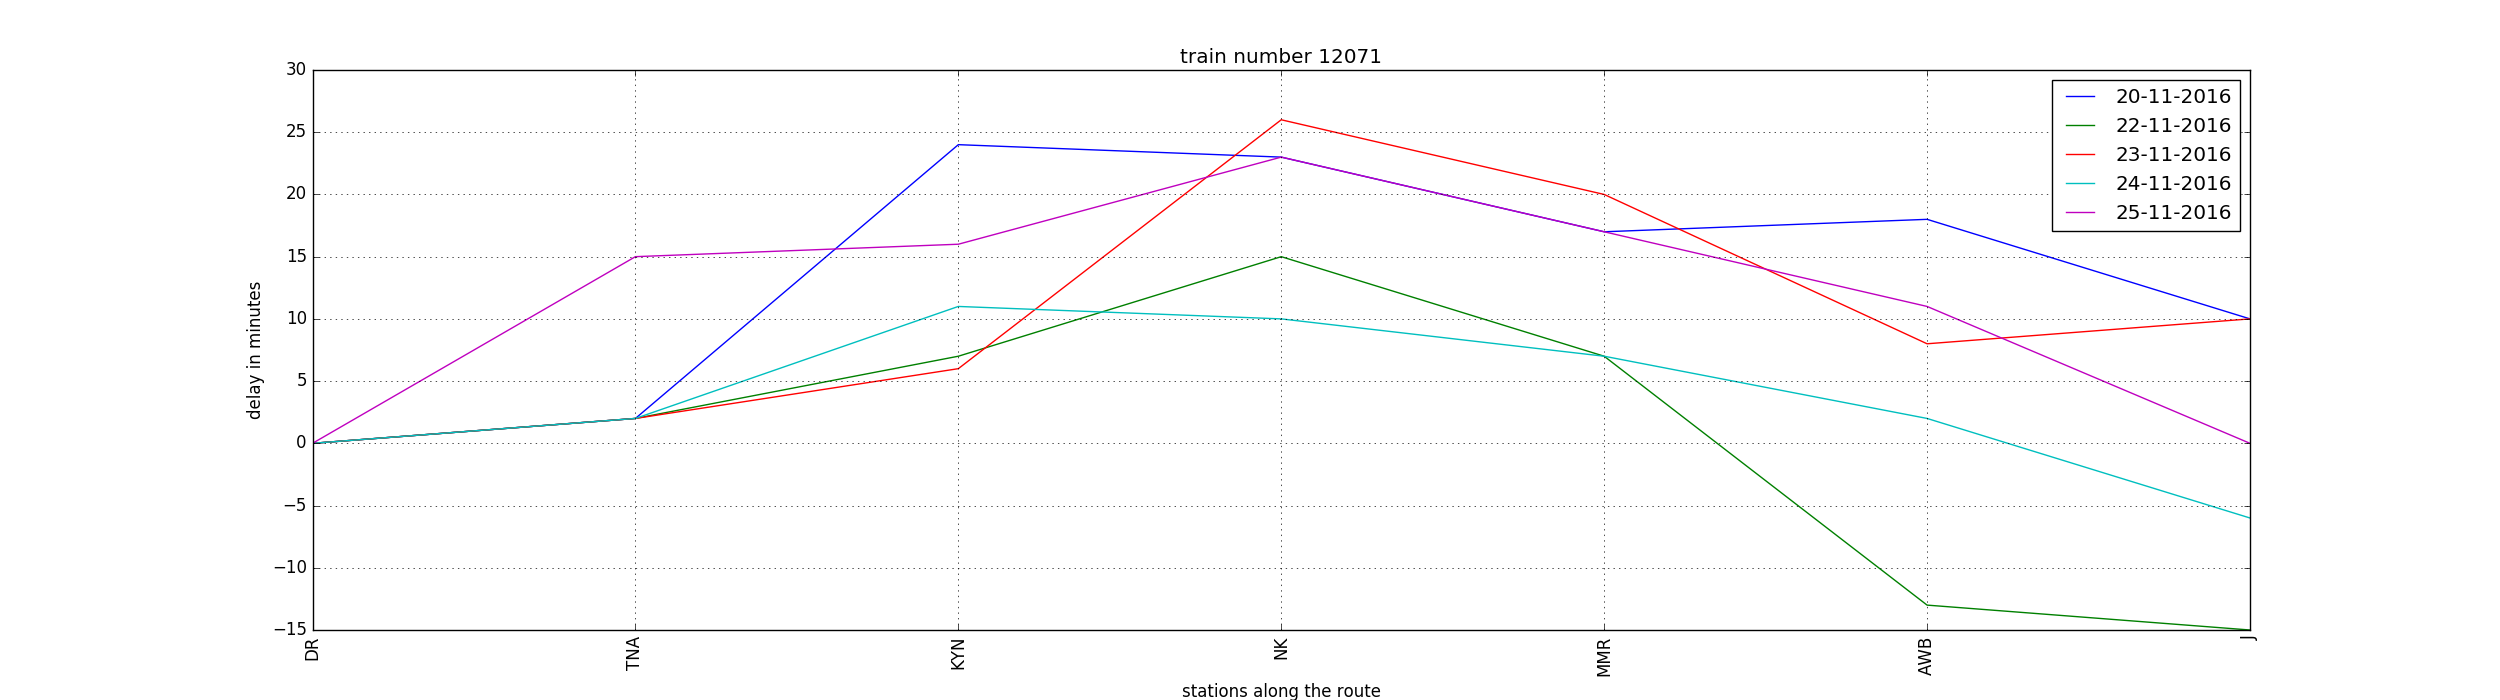 train number 12071
30
25
20
15
10
5
0
−5
−10
−15
delay in minutes
20-11-2016
22-11-2016
23-11-2016
24-11-2016
25-11-2016
DR
TNA
KYN
NK
MMR
AWB
J
stations along the route